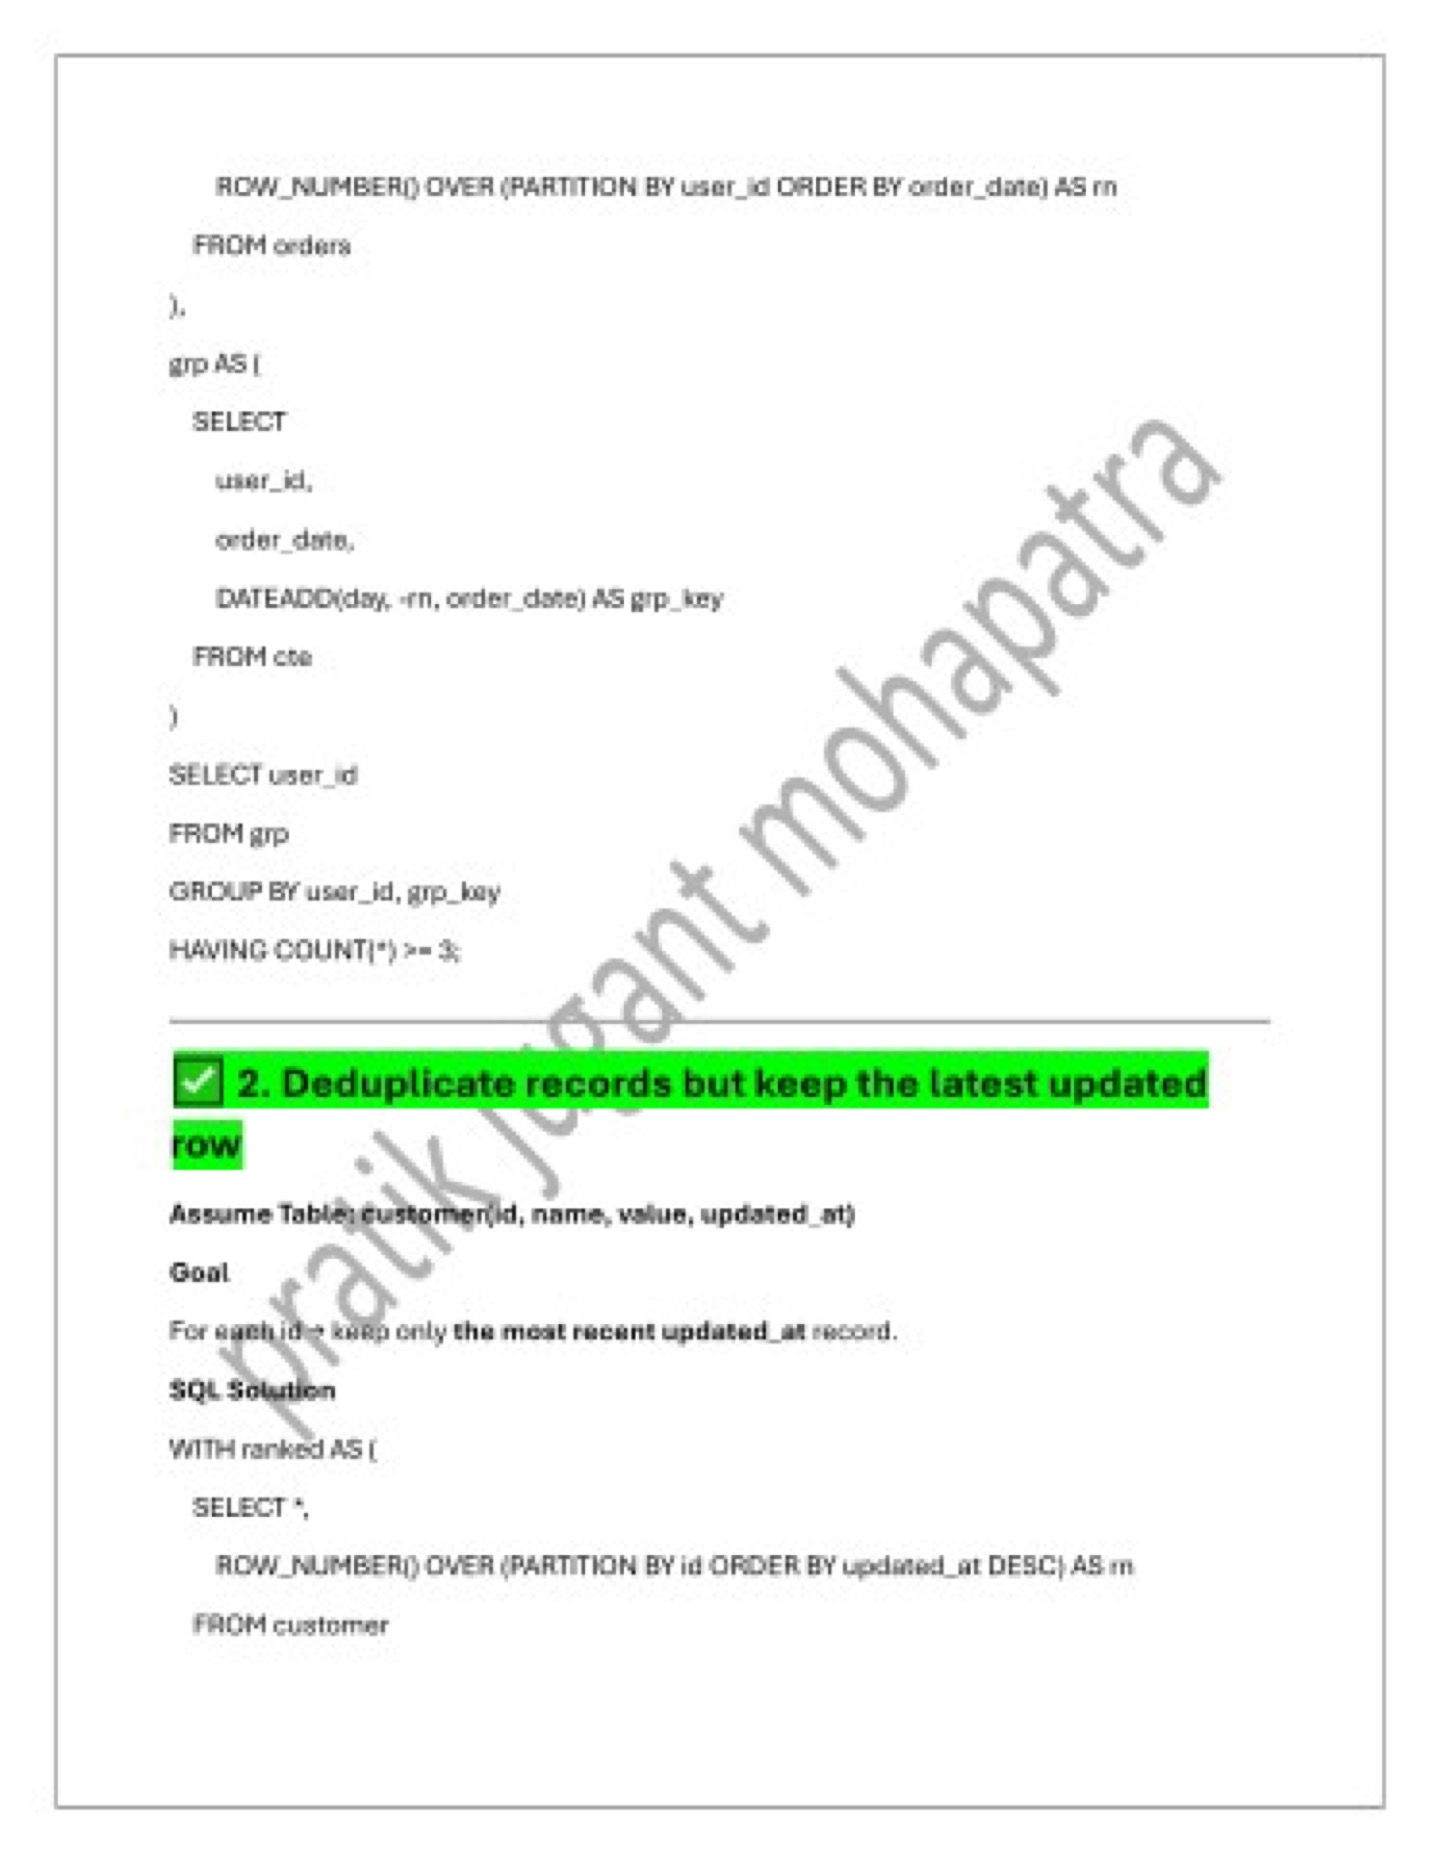 ROW_NUMBER() OVER (PARTITION BY user_id ORDER BY order_date) AS rn
FROM orders
),
grp AS (
SELECT
user_id,
order_date,
DATEADD(day, -rn, order_date) AS grp_key
FROM cte
)
SELECT user_id
FROM grp
GROUP BY user_id, grp_key
HAVING COUNT(*) >= 3;
✅ 2. Deduplicate records but keep the latest updated
row
Assume Table: customer(id, name, value, updated_at)
Goal
For each id → keep only the most recent updated_at record.
SQL Solution
WITH ranked AS (
SELECT *,
ROW_NUMBER() OVER (PARTITION BY id ORDER BY updated_at DESC) AS rn
FROM customer
pratik jugant mohapatra